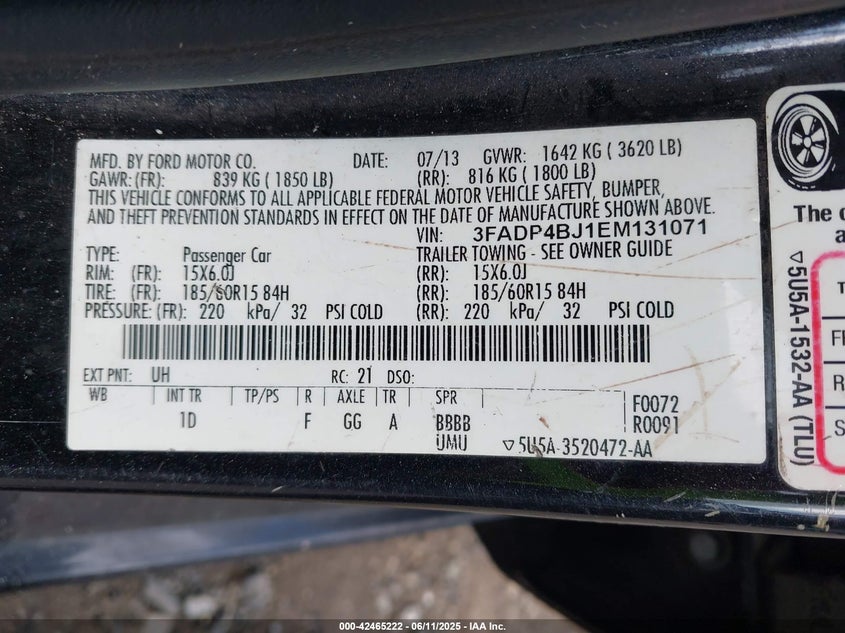 MFD. BY FORD MOTOR CO. DATE: 07/13 GVWR: 1642 KG ( 3620 LB)
GAWR: (FR): 839 KG ( 1850 LB) (RR): 816 KG ( 1800 LB)
THIS VEHICLE CONFORMS TO ALL APPLICABLE FEDERAL MOTOR VEHICLE SAFETY, BUMPER,
AND THEFT PREVENTION STANDARDS IN EFFECT ON THE DATE OF MANUFACTURE SHOWN ABOVE.
VIN: 3FADP4BJ1EM131071
TYPE: Passenger Car TRAILER TOWING - SEE OWNER GUIDE
RIM: (FR): 15X6.0J (RR): 15X6.0J
TIRE: (FR): 185/60R15 84H (RR): 185/60R15 84H
PRESSURE: (FR): 220 kPa/ 32 PSI COLD (RR): 220 kPa/ 32 PSI COLD
EXT PNT: UH RC: 21 DSO:
WB INT TR TP/PS R AXLE TR SPR F0072
1D F GG A BBBB R0091
UMU ▽5U5A-3520472-AA
The
▽5U5A-1532-AA (TLU)
000-42465222 - 06/11/2025 - IAA Inc.